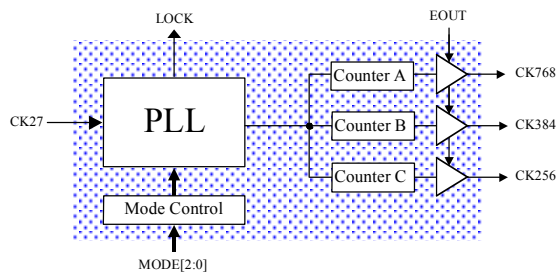 LOCK
EOUT
Counter A
CK768
CK27
PLL
Counter B
CK384
Counter C
CK256
Mode Control
MODE[2:0]